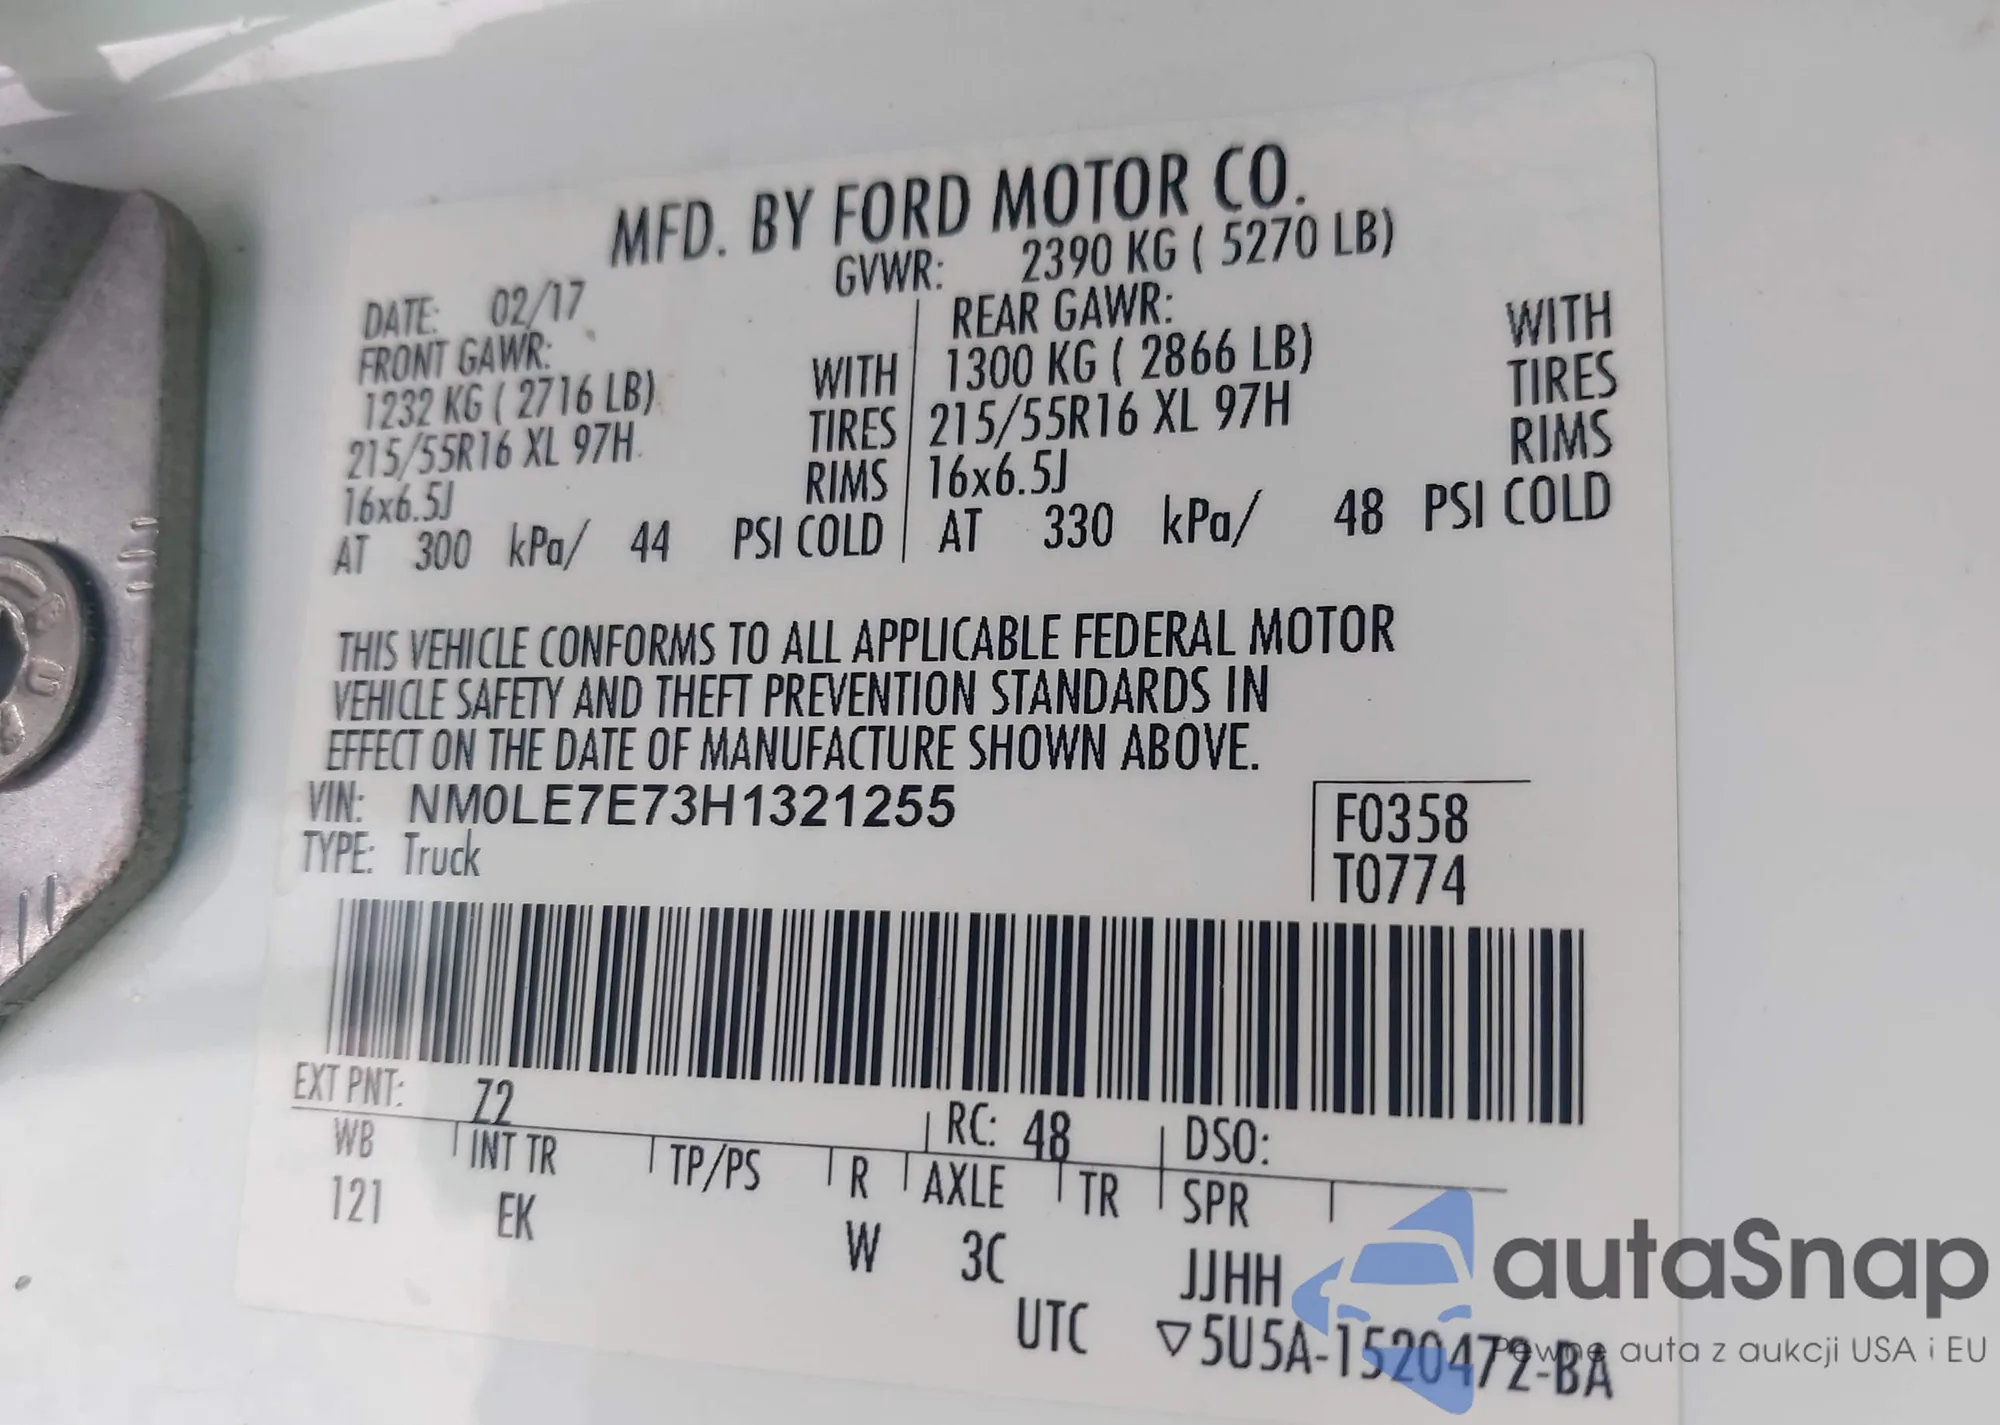 MFD. BY FORD MOTOR CO.
DATE: 02/17 GVWR: 2390 KG ( 5270 LB)
FRONT GAWR: REAR GAWR:
1232 KG ( 2716 LB) WITH 1300 KG ( 2866 LB) WITH
215/55R16 XL 97H TIRES 215/55R16 XL 97H TIRES
16x6.5J RIMS 16x6.5J RIMS
AT 300 kPa/ 44 PSI COLD AT 330 kPa/ 48 PSI COLD
THIS VEHICLE CONFORMS TO ALL APPLICABLE FEDERAL MOTOR
VEHICLE SAFETY AND THEFT PREVENTION STANDARDS IN
EFFECT ON THE DATE OF MANUFACTURE SHOWN ABOVE.
VIN: NM0LE7E73H1321255 F0358
TYPE: Truck T0774
EXT PNT: Z2 RC: 48 DSO:
WB INT TR TP/PS R AXLE TR SPR
121 EK W 3C JJHH
UTC ▽5U5A-1520472-BA
autaSnap
Pewne auta z aukcji USA i EU